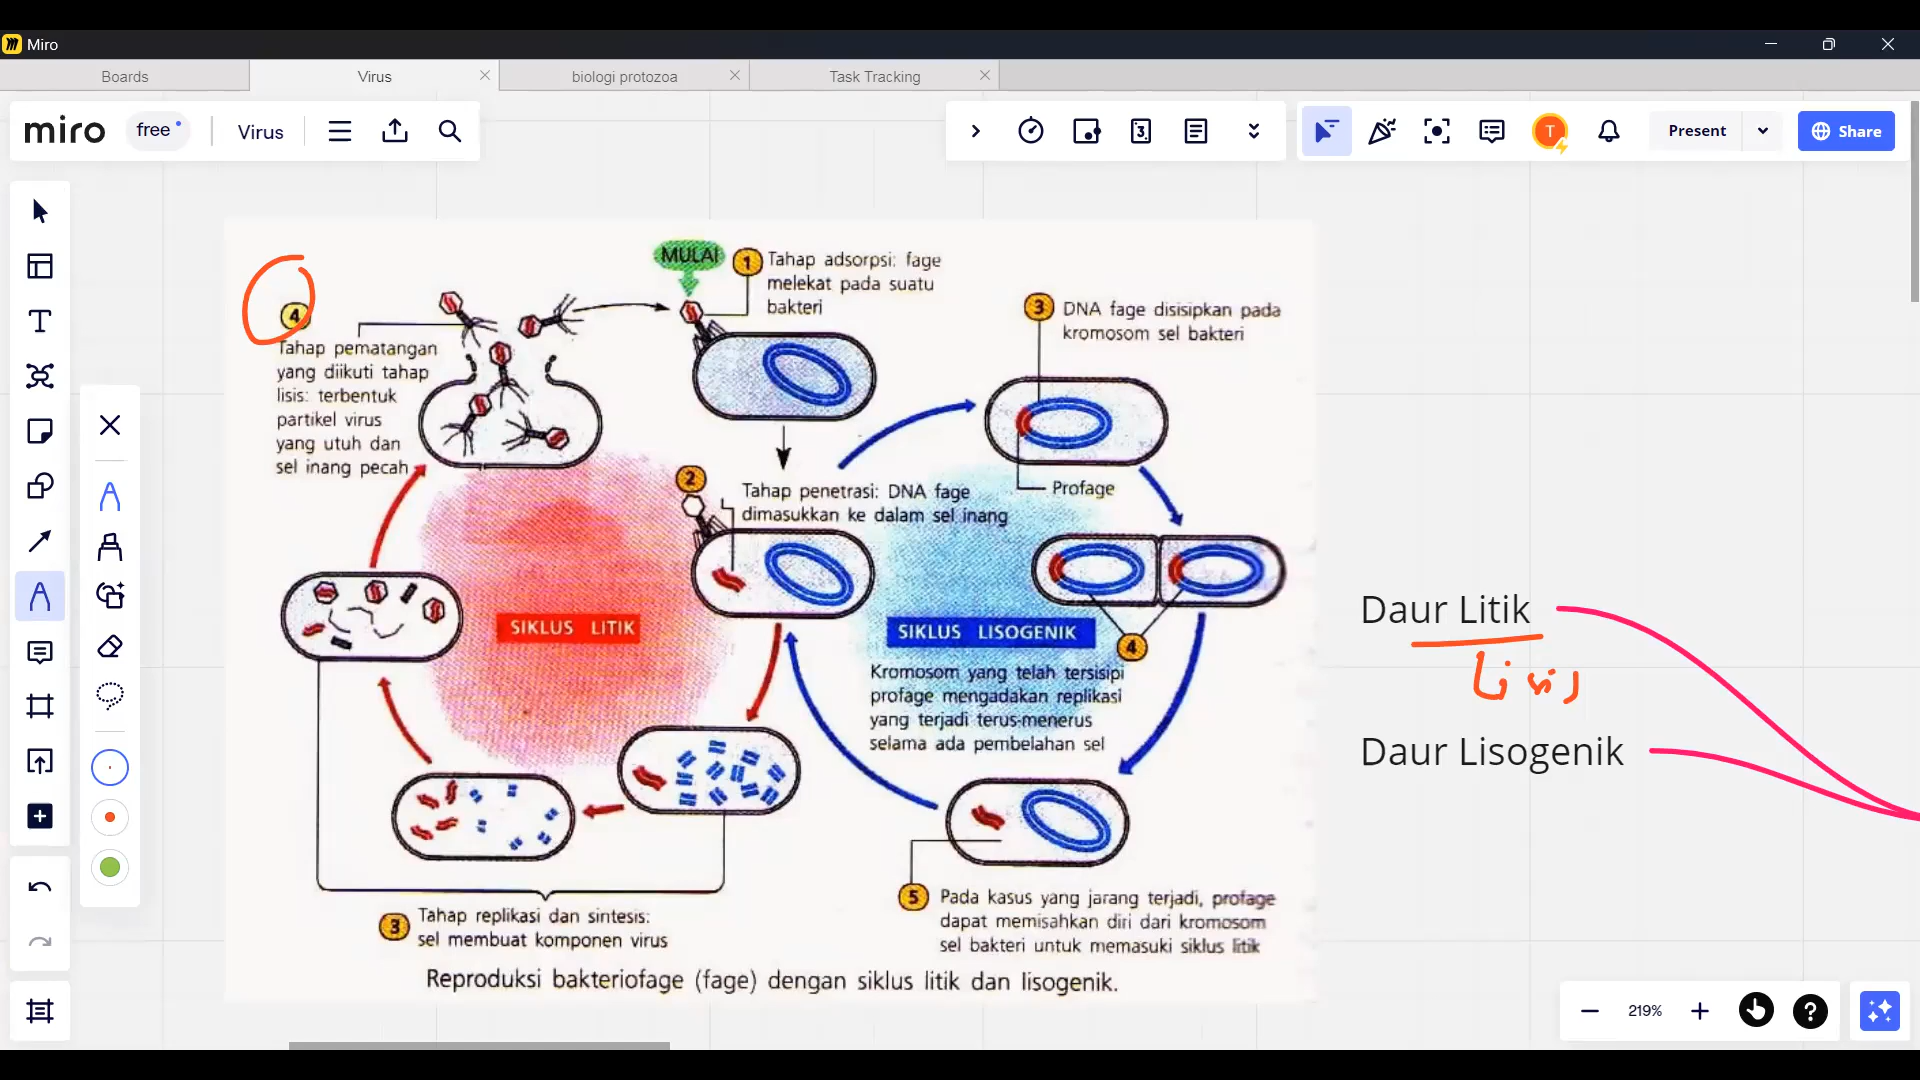 Miro
Boards
Virus
biologi protozoa
Task Tracking
miro
free
Virus
3
T
Present
Share
MULAI
1
Tahap adsorpsi: fage
melekat pada suatu
bakteri
4
Tahap pematangan
yang diikuti tahap
lisis: terbentuk
partikel virus
yang utuh dan
sel inang pecah
3
DNA fage disisipkan pada
kromosom sel bakteri
Profage
2
Tahap penetrasi: DNA fage
dimasukkan ke dalam sel inang
SIKLUS LITIK
SIKLUS LISOGENIK
4
Kromosom yang telah tersisipi
profage mengadakan replikasi
yang terjadi terus-menerus
selama ada pembelahan sel
Daur Litik
Lisis
Daur Lisogenik
3
Tahap replikasi dan sintesis:
sel membuat komponen virus
5
Pada kasus yang jarang terjadi, profage
dapat memisahkan diri dari kromosom
sel bakteri untuk memasuki siklus litik
Reproduksi bakteriofage (fage) dengan siklus litik dan lisogenik.
219%